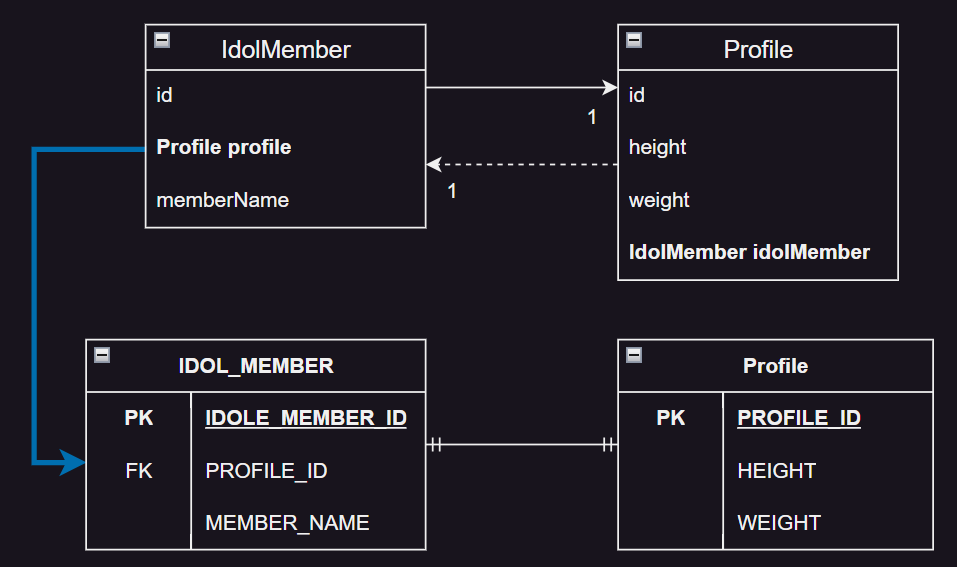 IdolMember
id
Profile profile
memberName
Profile
id
height
weight
IdolMember idolMember
1
1
IDOL_MEMBER
PK IDOLE_MEMBER_ID
FK PROFILE_ID
MEMBER_NAME
Profile
PK PROFILE_ID
HEIGHT
WEIGHT